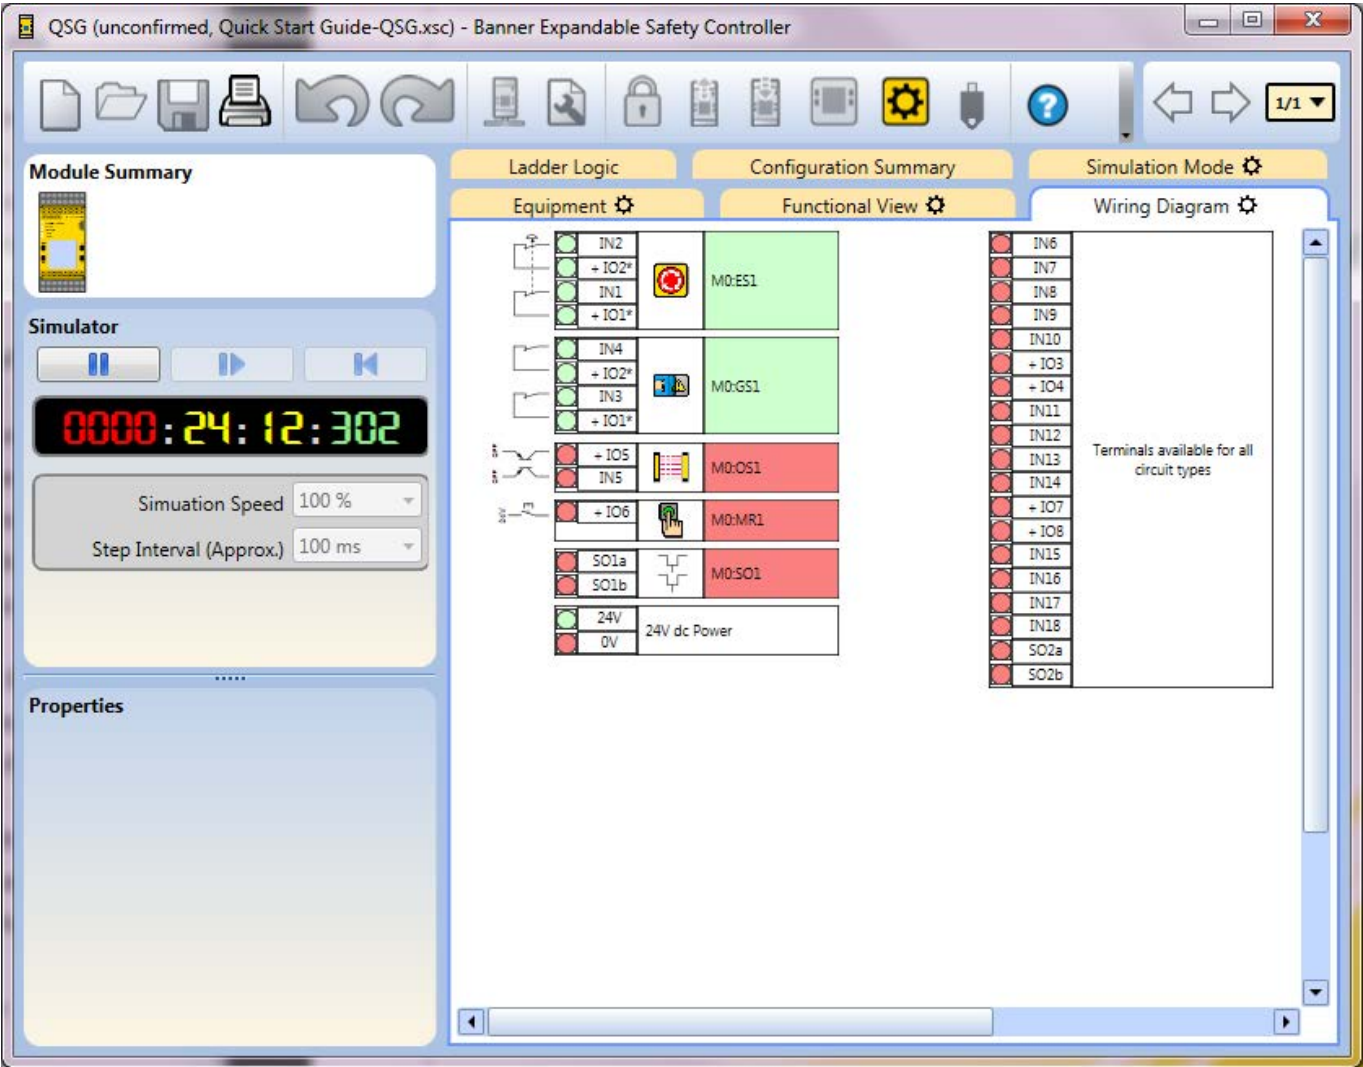 QSG (unconfirmed, Quick Start Guide-QSG.xsc) - Banner Expandable Safety Controller
1/1
Module Summary
Simulator
0000:24:12:302
Simuation Speed 100 %
Step Interval (Approx.) 100 ms
Properties
Ladder Logic Configuration Summary Simulation Mode
Equipment Functional View Wiring Diagram
IN2
+ IO2*
IN1
+ IO1*
M0:ES1
IN4
+ IO2*
IN3
+ IO1*
M0:GS1
OFF
OFF
+ IO5
IN5
M0:OS1
24V
+ IO6
M0:MR1
SO1a
SO1b
M0:SO1
24V
0V
24V dc Power
IN6
IN7
IN8
IN9
IN10
+ IO3
+ IO4
IN11
IN12
IN13
IN14
+ IO7
+ IO8
IN15
IN16
IN17
IN18
SO2a
SO2b
Terminals available for all
circuit types